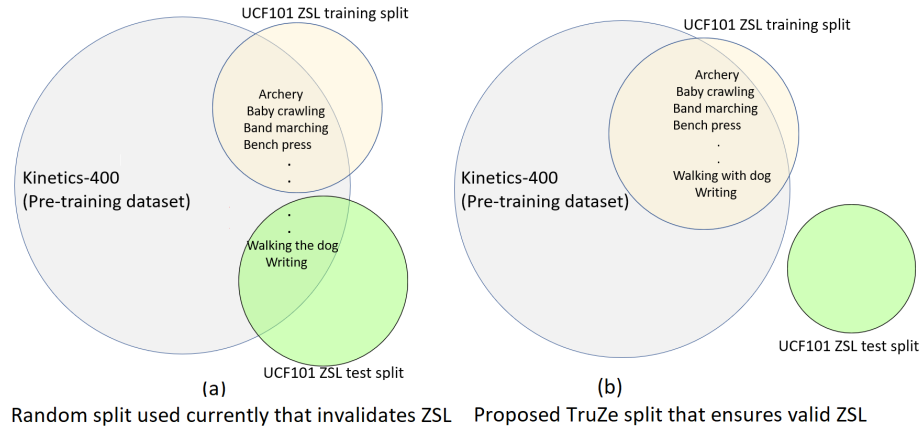 UCF101 ZSL training split
Archery
Baby crawling
Band marching
Bench press
.
.
Kinetics-400
(Pre-training dataset)
.
.
Walking the dog
Writing
UCF101 ZSL test split
(a)
Random split used currently that invalidates ZSL
UCF101 ZSL training split
Archery
Baby crawling
Band marching
Bench press
.
.
Walking with dog
Writing
Kinetics-400
(Pre-training dataset)
UCF101 ZSL test split
(b)
Proposed TruZe split that ensures valid ZSL